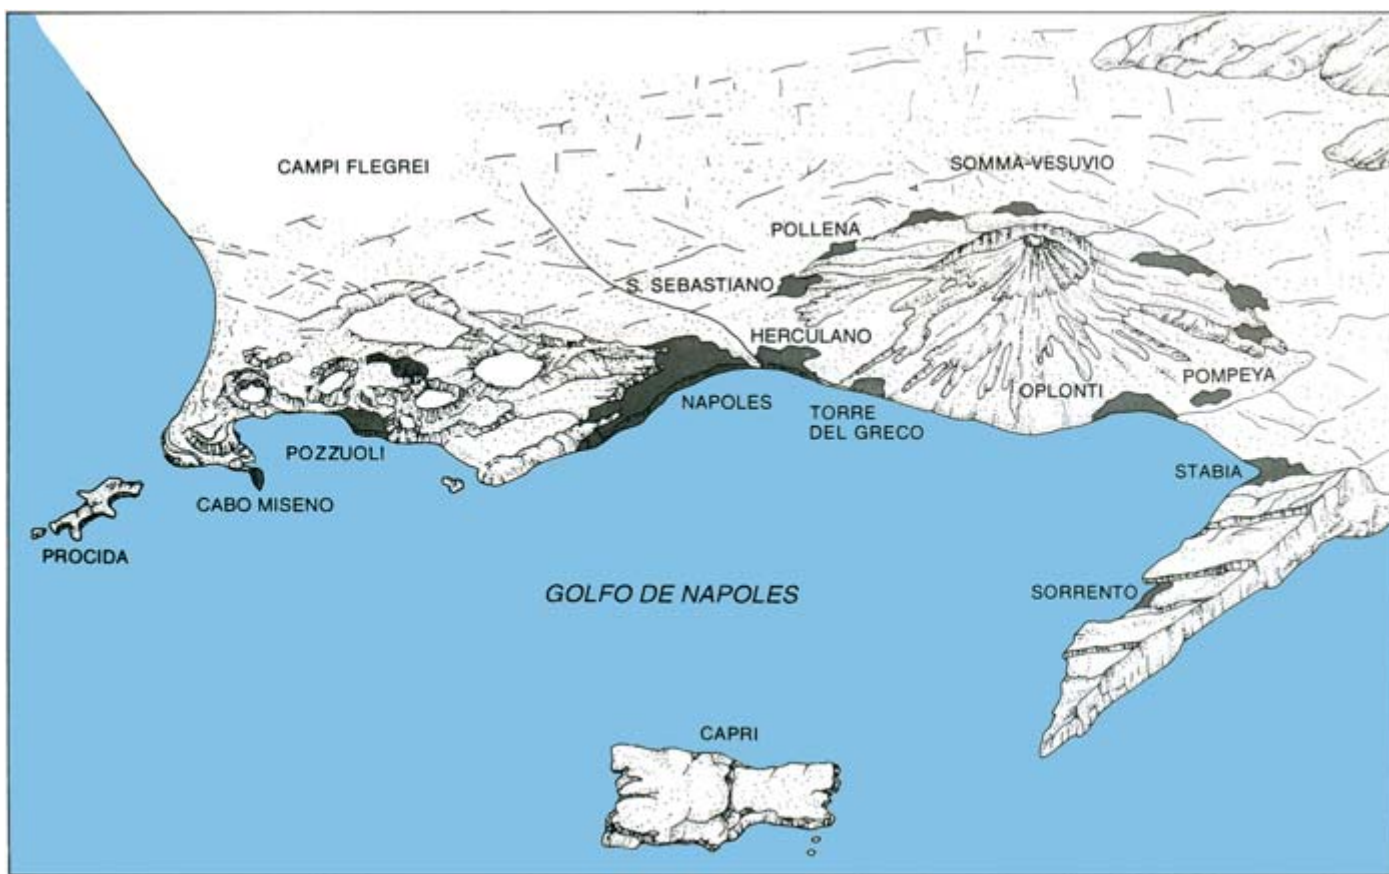 CAMPI FLEGREI
SOMMA-VESUVIO
POLLENA
S. SEBASTIANO
HERCULANO
NAPOLES
TORRE
DEL GRECO
OPLONTI
POMPEYA
POZZUOLI
STABIA
CABO MISENO
PROCIDA
GOLFO DE NAPOLES
SORRENTO
CAPRI